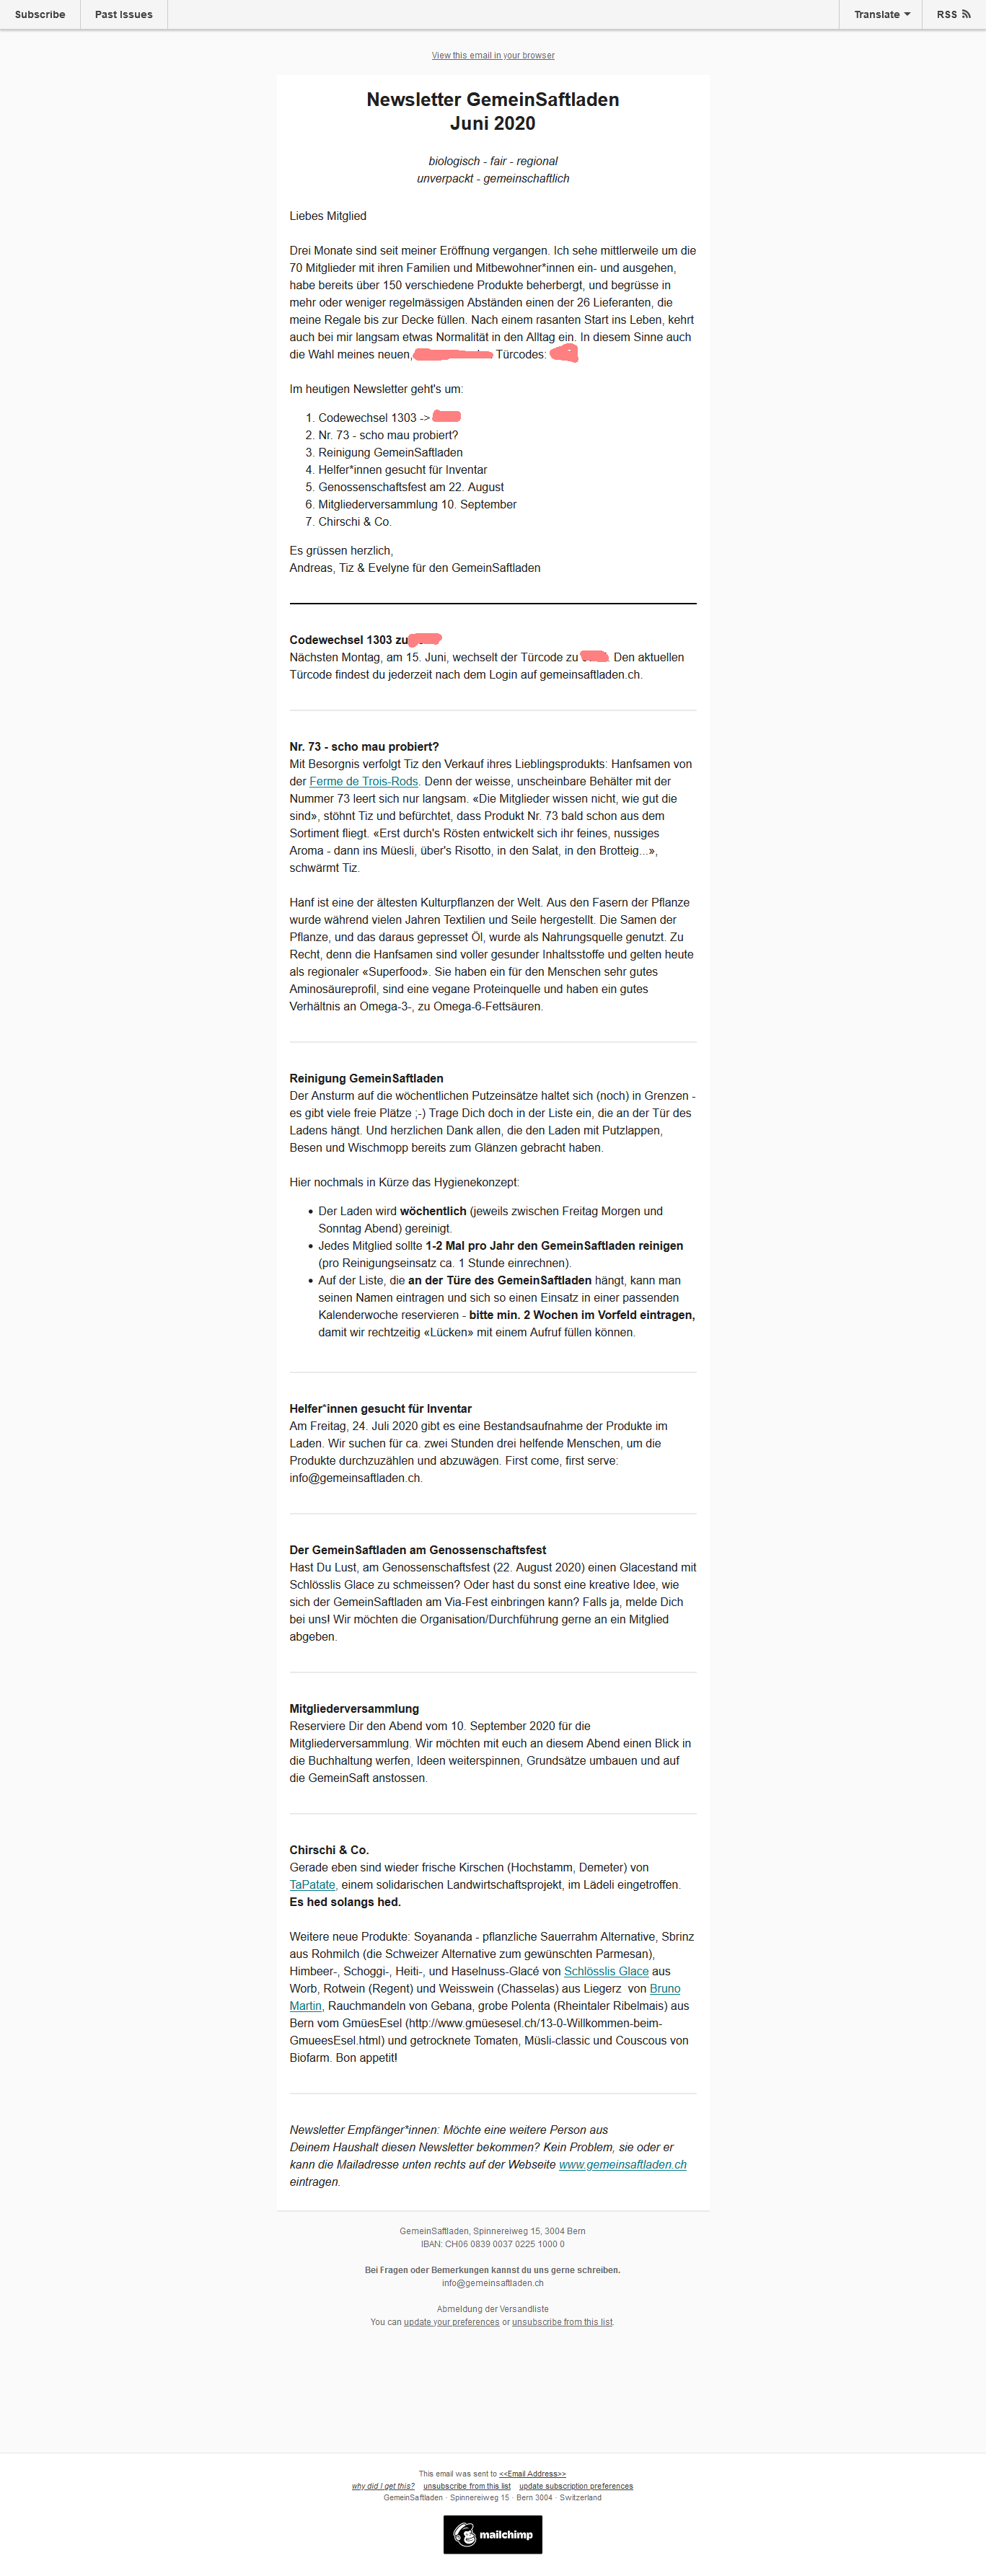 Subscribe
Past Issues
Translate
RSS
View this email in your browser
Newsletter GemeinSaftladen
Juni 2020
biologisch - fair - regional
unverpackt - gemeinschaftlich
Liebes Mitglied
Drei Monate sind seit meiner Eröffnung vergangen. Ich sehe mittlerweile um die
70 Mitglieder mit ihren Familien und Mitbewohner*innen ein- und ausgehen,
habe bereits über 150 verschiedene Produkte beherbergt, und begrüsse in
mehr oder weniger regelmässigen Abständen einen der 26 Lieferanten, die
meine Regale bis zur Decke füllen. Nach einem rasanten Start ins Leben, kehrt
auch bei mir langsam etwas Normalität in den Alltag ein. In diesem Sinne auch
die Wahl meines neuen, Türcodes:
Im heutigen Newsletter geht's um:
1. Codewechsel 1303 ->
2. Nr. 73 - scho mau probiert?
3. Reinigung GemeinSaftladen
4. Helfer*innen gesucht für Inventar
5. Genossenschaftsfest am 22. August
6. Mitgliederversammlung 10. September
7. Chirschi & Co.
Es grüssen herzlich,
Andreas, Tiz & Evelyne für den GemeinSaftladen
Codewechsel 1303 zu
Nächsten Montag, am 15. Juni, wechselt der Türcode zu Den aktuellen
Türcode findest du jederzeit nach dem Login auf gemeinsaftladen.ch.
Nr. 73 - scho mau probiert?
Mit Besorgnis verfolgt Tiz den Verkauf ihres Lieblingsprodukts: Hanfsamen von
der Ferme de Trois-Rods. Denn der weisse, unscheinbare Behälter mit der
Nummer 73 leert sich nur langsam. «Die Mitglieder wissen nicht, wie gut die
sind», stöhnt Tiz und befürchtet, dass Produkt Nr. 73 bald schon aus dem
Sortiment fliegt. «Erst durch's Rösten entwickelt sich ihr feines, nussiges
Aroma - dann ins Müesli, über's Risotto, in den Salat, in den Brotteig...»,
schwärmt Tiz.
Hanf ist eine der ältesten Kulturpflanzen der Welt. Aus den Fasern der Pflanze
wurde während vielen Jahren Textilien und Seile hergestellt. Die Samen der
Pflanze, und das daraus gepresset Öl, wurde als Nahrungsquelle genutzt. Zu
Recht, denn die Hanfsamen sind voller gesunder Inhaltsstoffe und gelten heute
als regionaler «Superfood». Sie haben ein für den Menschen sehr gutes
Aminosäureprofil, sind eine vegane Proteinquelle und haben ein gutes
Verhältnis an Omega-3-, zu Omega-6-Fettsäuren.
Reinigung GemeinSaftladen
Der Ansturm auf die wöchentlichen Putzeinsätze haltet sich (noch) in Grenzen -
es gibt viele freie Plätze ;-) Trage Dich doch in der Liste ein, die an der Tür des
Ladens hängt. Und herzlichen Dank allen, die den Laden mit Putzlappen,
Besen und Wischmopp bereits zum Glänzen gebracht haben.
Hier nochmals in Kürze das Hygienekonzept:
• Der Laden wird wöchentlich (jeweils zwischen Freitag Morgen und
Sonntag Abend) gereinigt.
• Jedes Mitglied sollte 1-2 Mal pro Jahr den GemeinSaftladen reinigen
(pro Reinigungseinsatz ca. 1 Stunde einrechnen).
• Auf der Liste, die an der Türe des GemeinSaftladen hängt, kann man
seinen Namen eintragen und sich so einen Einsatz in einer passenden
Kalenderwoche reservieren - bitte min. 2 Wochen im Vorfeld eintragen,
damit wir rechtzeitig «Lücken» mit einem Aufruf füllen können.
Helfer*innen gesucht für Inventar
Am Freitag, 24. Juli 2020 gibt es eine Bestandsaufnahme der Produkte im
Laden. Wir suchen für ca. zwei Stunden drei helfende Menschen, um die
Produkte durchzuzählen und abzuwägen. First come, first serve:
info@gemeinsaftladen.ch.
Der GemeinSaftladen am Genossenschaftsfest
Hast Du Lust, am Genossenschaftsfest (22. August 2020) einen Glacestand mit
Schlösslis Glace zu schmeissen? Oder hast du sonst eine kreative Idee, wie
sich der GemeinSaftladen am Via-Fest einbringen kann? Falls ja, melde Dich
bei uns! Wir möchten die Organisation/Durchführung gerne an ein Mitglied
abgeben.
Mitgliederversammlung
Reserviere Dir den Abend vom 10. September 2020 für die
Mitgliederversammlung. Wir möchten mit euch an diesem Abend einen Blick in
die Buchhaltung werfen, Ideen weiterspinnen, Grundsätze umbauen und auf
die GemeinSaft anstossen.
Chirschi & Co.
Gerade eben sind wieder frische Kirschen (Hochstamm, Demeter) von
TaPatate, einem solidarischen Landwirtschaftsprojekt, im Lädeli eingetroffen.
Es hed solangs hed.
Weitere neue Produkte: Soyananda - pflanzliche Sauerrahm Alternative, Sbrinz
aus Rohmilch (die Schweizer Alternative zum gewünschten Parmesan),
Himbeer-, Schoggi-, Heiti-, und Haselnuss-Glacé von Schlösslis Glace aus
Worb, Rotwein (Regent) und Weisswein (Chasselas) aus Liegerz von Bruno
Martin, Rauchmandeln von Gebana, grobe Polenta (Rheintaler Ribelmais) aus
Bern vom GmüesEsel (http://www.gmüesesel.ch/13-0-Willkommen-beim-
GmueesEsel.html) und getrocknete Tomaten, Müsli-classic und Couscous von
Biofarm. Bon appetit!
Newsletter Empfänger*innen: Möchte eine weitere Person aus
Deinem Haushalt diesen Newsletter bekommen? Kein Problem, sie oder er
kann die Mailadresse unten rechts auf der Webseite www.gemeinsaftladen.ch
eintragen.
GemeinSaftladen, Spinnereiweg 15, 3004 Bern
IBAN: CH06 0839 0037 0225 1000 0
Bei Fragen oder Bemerkungen kannst du uns gerne schreiben.
info@gemeinsaftladen.ch
Abmeldung der Versandliste
You can update your preferences or unsubscribe from this list.
This email was sent to <<Email Address>>
why did I get this? unsubscribe from this list update subscription preferences
GemeinSaftladen · Spinnereiweg 15 · Bern 3004 · Switzerland
mailchimp